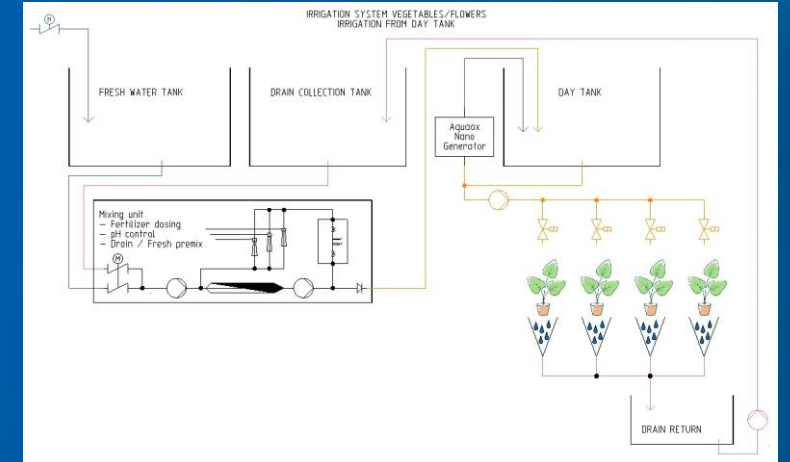 IRRIGATION SYSTEM VEGETABLES/FLOWERS
IRRIGATION FROM DAY TANK
M
FRESH WATER TANK
DRAIN COLLECTION TANK
DAY TANK
Aquaox
Nano
Generator
Mixing unit
- Fertilizer dosing
- pH control
- Drain / Fresh premix
M
DRAIN RETURN